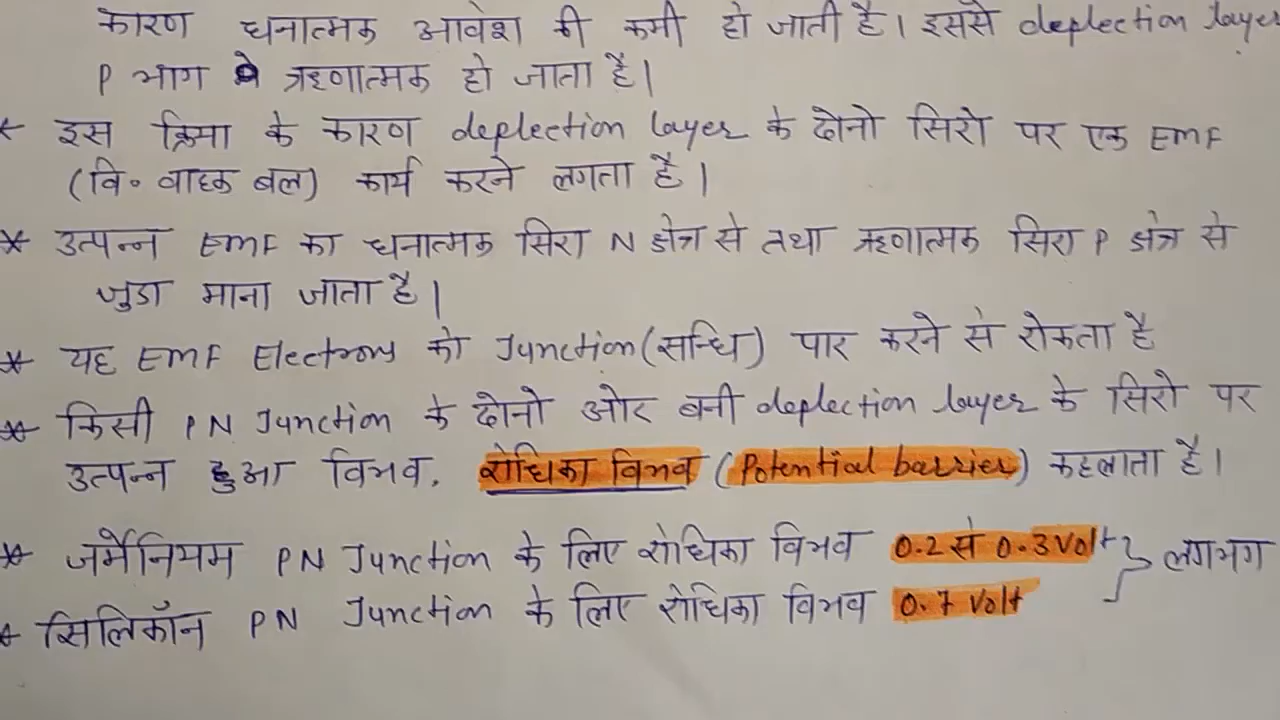 कारण धनात्मक आवेश की कमी हो जाती है। इससे deplection layer
P भाग ऋणात्मक हो जाता है।
* इस क्रिया के कारण deplection layer के दोनो सिरो पर एक EMF
(वि॰ वाहक बल) कार्य करने लगता है।
* उत्पन्न EMF का धनात्मक सिरा N क्षेत्र से तथा ऋणात्मक सिरा P क्षेत्र से
जुडा माना जाता है।
* यह EMF Electrons को Junction (सन्धि) पार करने से रोकता है
* किसी PN Junction के दोनो ओर बनी deplection layer के सिरो पर
उत्पन्न हुआ विभव, रोधिका विभव (Potential barrier) कहलाता है।
* जर्मेनियम PN Junction के लिए रोधिका विभव 0.2 से 0.3 Volt } लगभग
* सिलिकॉन PN Junction के लिए रोधिका विभव 0.7 Volt